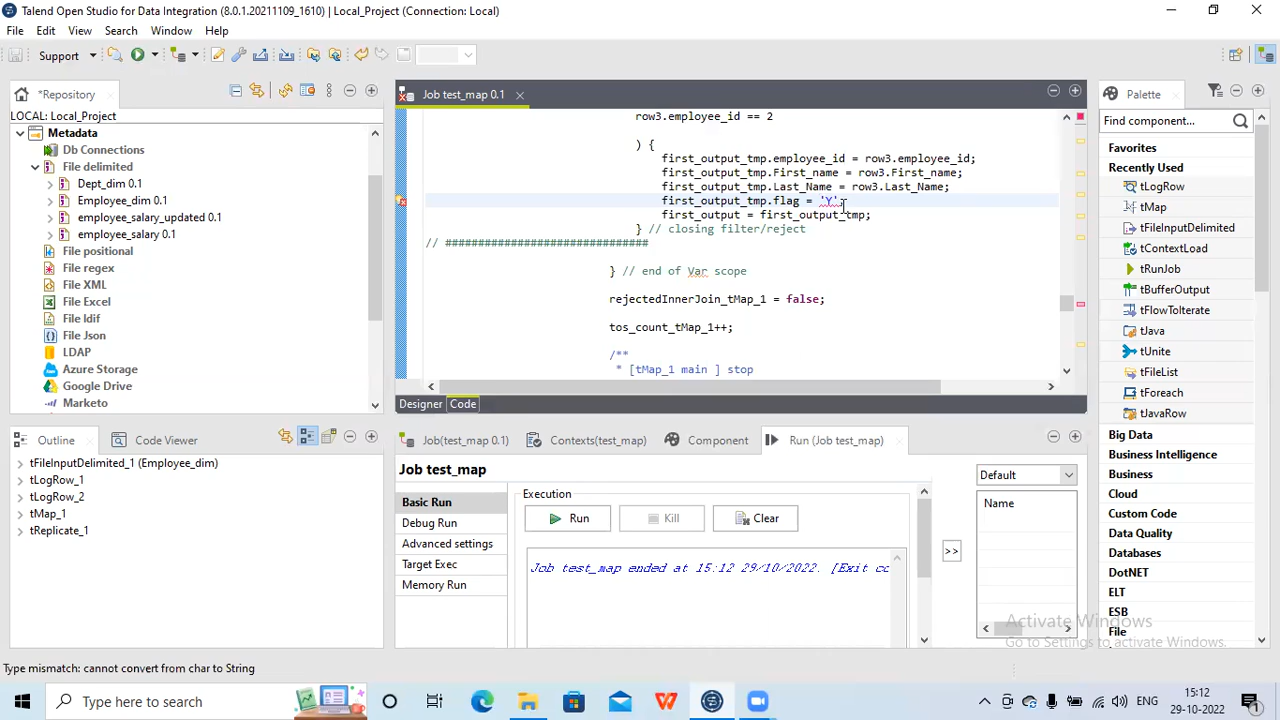 Talend Open Studio for Data Integration (8.0.1.20211109_1610) | Local_Project (Connection: Local)
File Edit View Search Window Help
Support
*Repository
LOCAL: Local_Project
Metadata
Db Connections
File delimited
Dept_dim 0.1
Employee_dim 0.1
employee_salary_updated 0.1
employee_salary 0.1
File positional
File regex
File XML
File Excel
File ldif
File Json
LDAP
Azure Storage
Google Drive
Marketo
Job test_map 0.1
row3.employee_id == 2
) {
first_output_tmp.employee_id = row3.employee_id;
first_output_tmp.First_name = row3.First_name;
first_output_tmp.Last_Name = row3.Last_Name;
first_output_tmp.flag = 'Y';
first_output = first_output_tmp;
} // closing filter/reject
// ###############################
} // end of Var scope
rejectedInnerJoin_tMap_1 = false;
tos_count_tMap_1++;
/**
* [tMap_1 main ] stop
Designer Code
Palette
Find component...
Favorites
Recently Used
tLogRow
tMap
tFileInputDelimited
tContextLoad
tRunJob
tBufferOutput
tFlowToIterate
tJava
tUnite
tFileList
tForeach
tJavaRow
Big Data
Business Intelligence
Business
Cloud
Custom Code
Data Quality
Databases
DotNET
ELT
ESB
File
Outline Code Viewer
tFileInputDelimited_1 (Employee_dim)
tLogRow_1
tLogRow_2
tMap_1
tReplicate_1
Job(test_map 0.1) Contexts(test_map) Component Run (Job test_map)
Job test_map
Basic Run
Debug Run
Advanced settings
Target Exec
Memory Run
Execution
Run Kill Clear
Job test_map ended at 15:12 29/10/2022. [Exit co
>>
Default
Name
Activate Windows
Go to Settings to activate Windows.
Type mismatch: cannot convert from char to String
Type here to search
ENG
15:12
29-10-2022
1